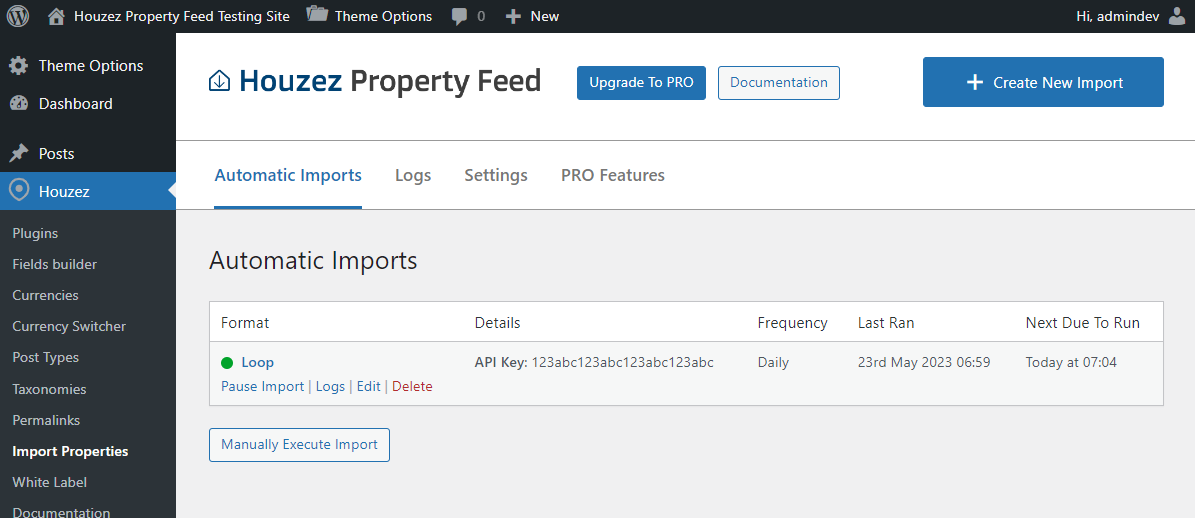 Houzez Property Feed Testing Site Theme Options 0 New Hi, admindev
Theme Options
Dashboard
Posts
Houzez
Plugins
Fields builder
Currencies
Currency Switcher
Post Types
Taxonomies
Permalinks
Import Properties
White Label
Documentation
Houzez Property Feed Upgrade To PRO Documentation Create New Import
Automatic Imports Logs Settings PRO Features
Automatic Imports
Format Details Frequency Last Ran Next Due To Run
Loop API Key: 123abc123abc123abc123abc Daily 23rd May 2023 06:59 Today at 07:04
Pause Import | Logs | Edit | Delete
Manually Execute Import